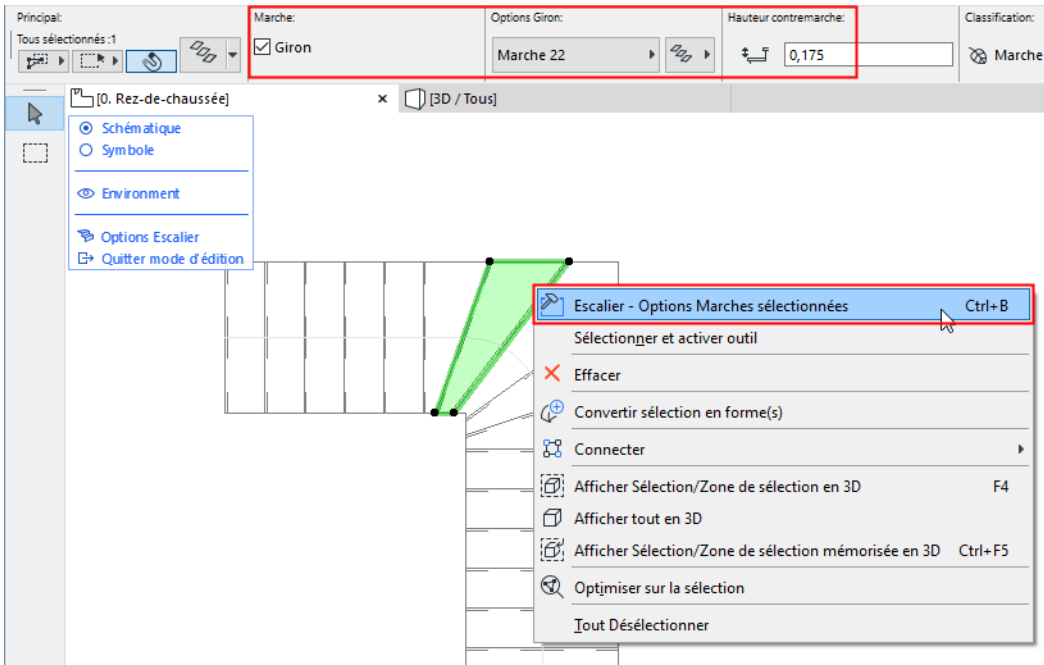 Principal:
Marche:
Options Giron:
Hauteur contremarche:
Classification:
Tous sélectionnés :1
Giron
Marche 22
0,175
Marche
[0. Rez-de-chaussée]
[3D / Tous]
Schématique
Symbole
Environment
Options Escalier
Quitter mode d'édition
Escalier - Options Marches sélectionnées Ctrl+B
Sélectionner et activer outil
Effacer
Convertir sélection en forme(s)
Connecter
Afficher Sélection/Zone de sélection en 3D F4
Afficher tout en 3D
Afficher Sélection/Zone de sélection mémorisée en 3D Ctrl+F5
Optimiser sur la sélection
Tout Désélectionner